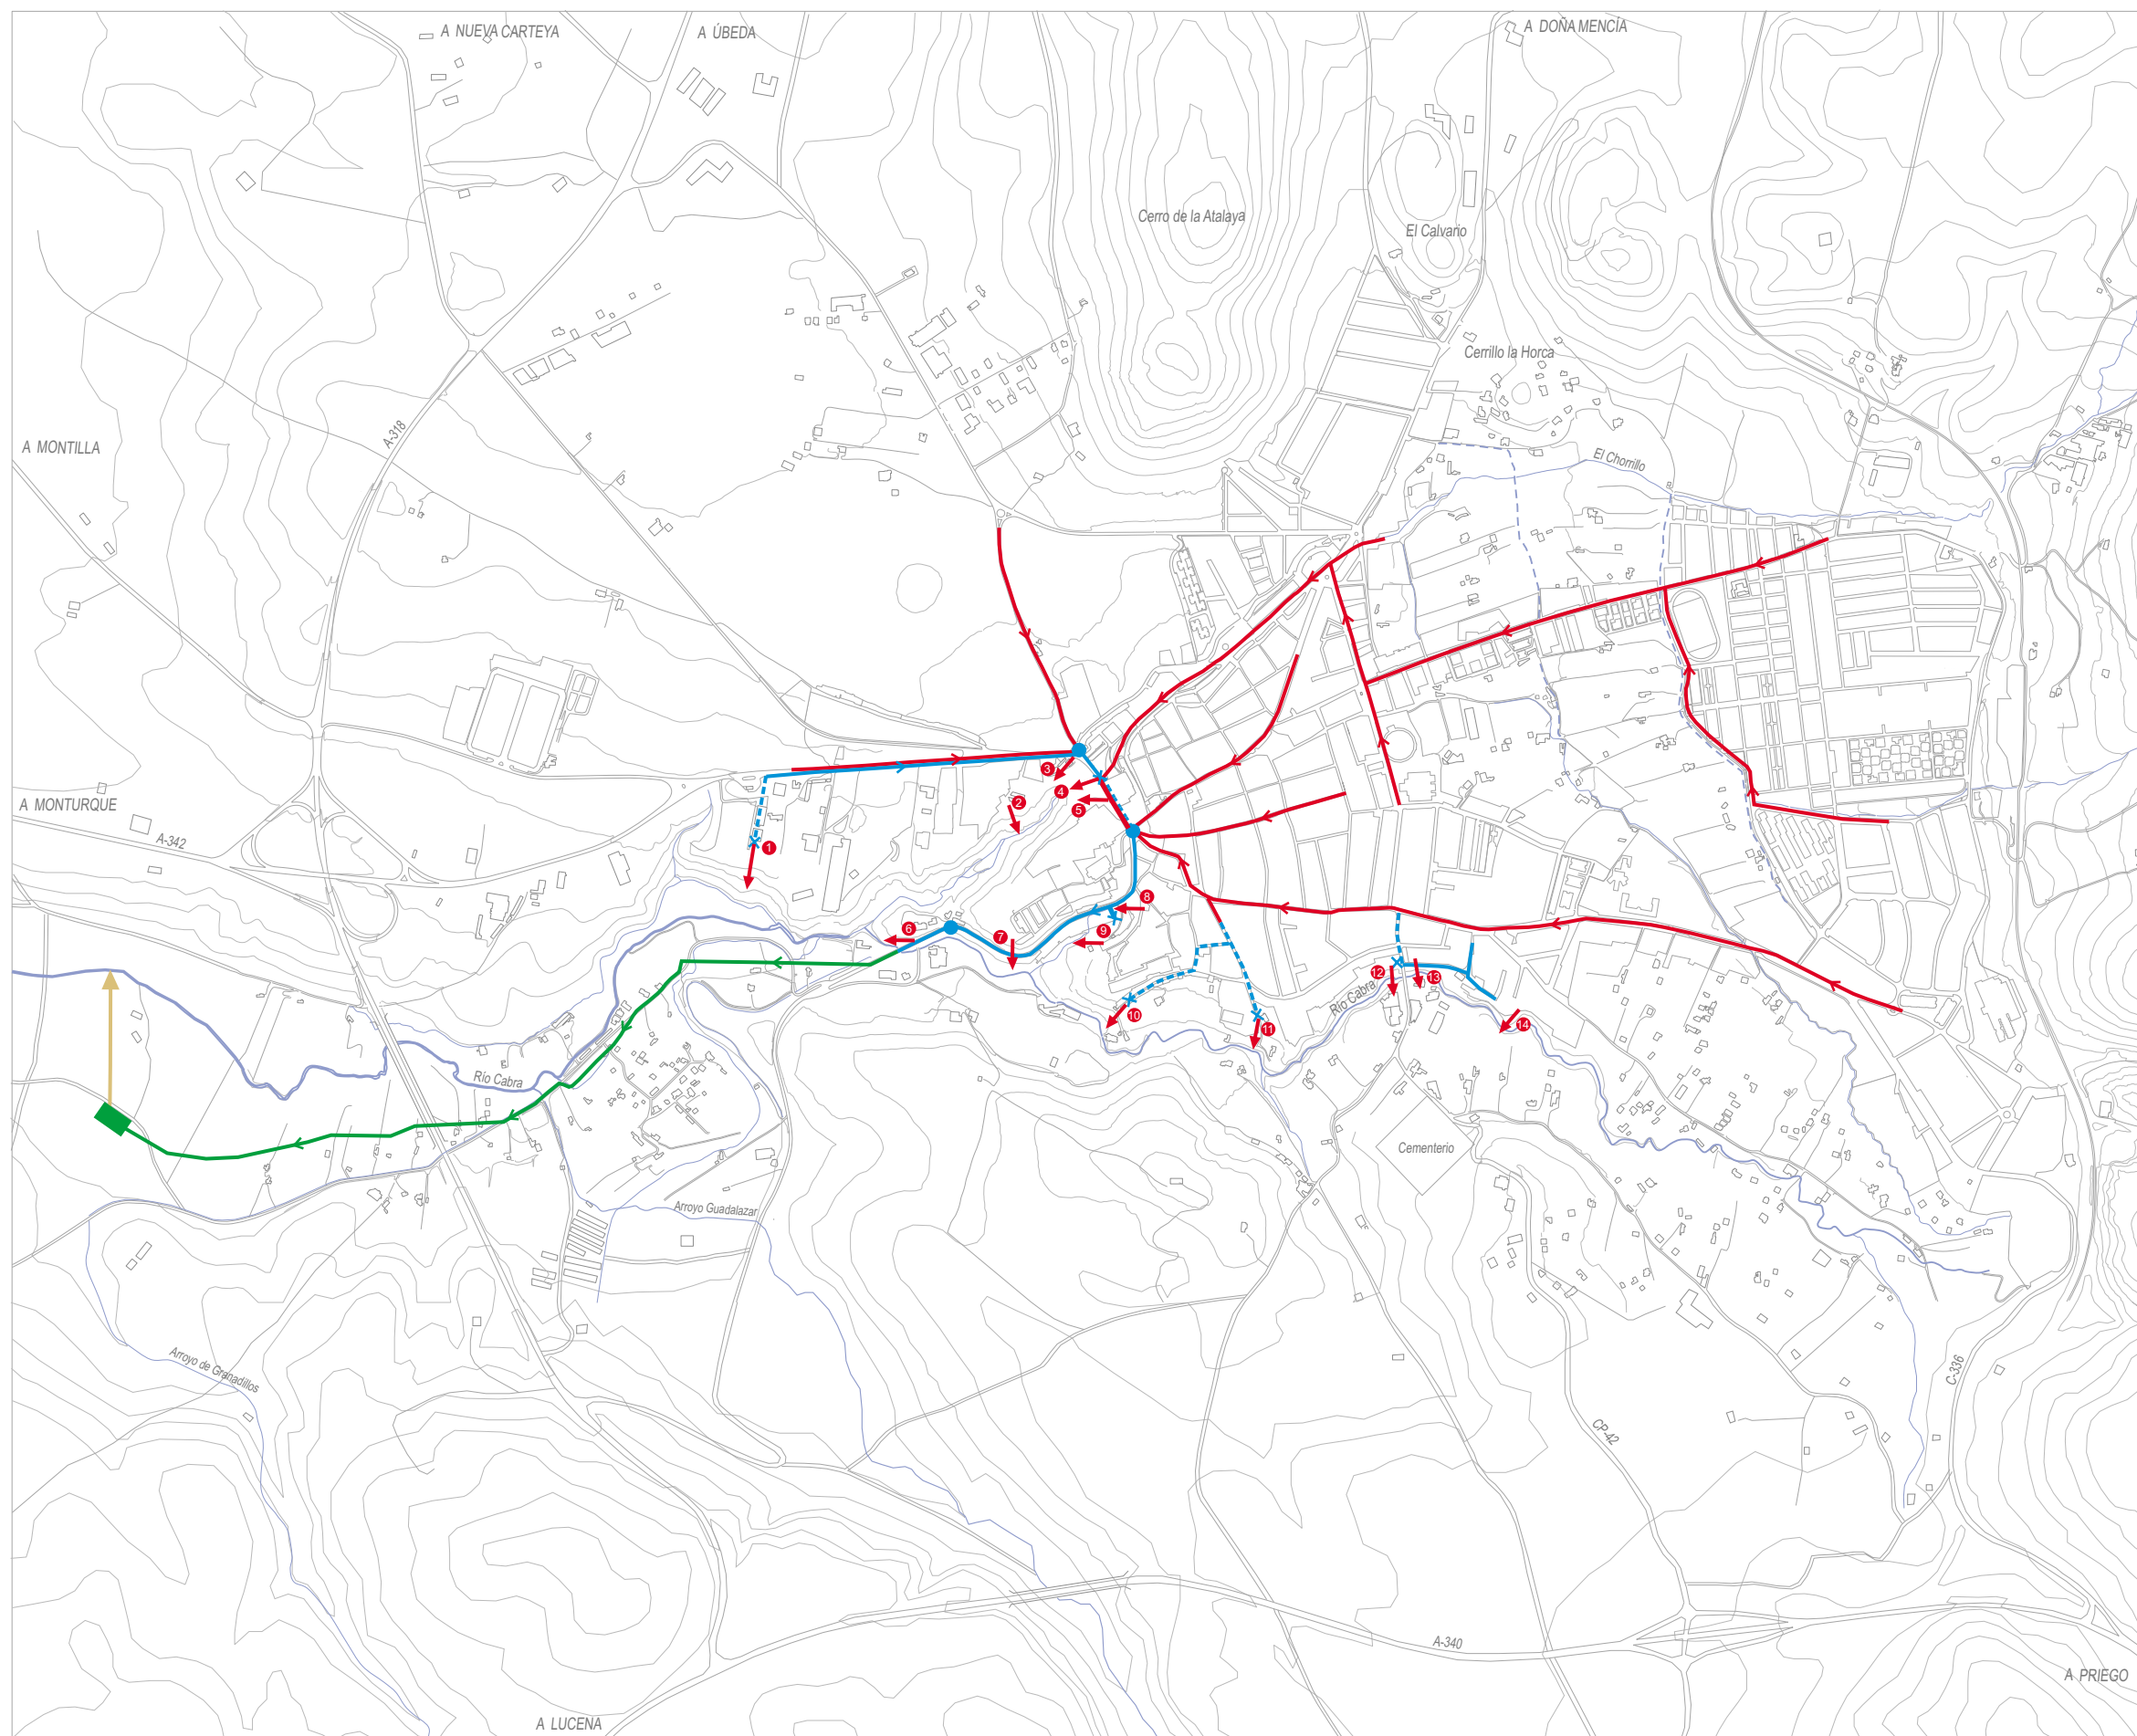 A NUEVA CARTEYA
A ÚBEDA
A DOÑA MENCÍA
Cerro de la Atalaya
El Calvario
Cerrillo la Horca
A-318
A MONTILLA
El Chorrillo
A MONTURQUE
A-342
3
4
5
2
1
8
6
7
9
12
13
Río Cabra
10
11
14
Río Cabra
Cementerio
Arroyo Guadalazar
Arroyo de Granadillos
C-336
CP-42
A-340
A PRIEGO
A LUCENA